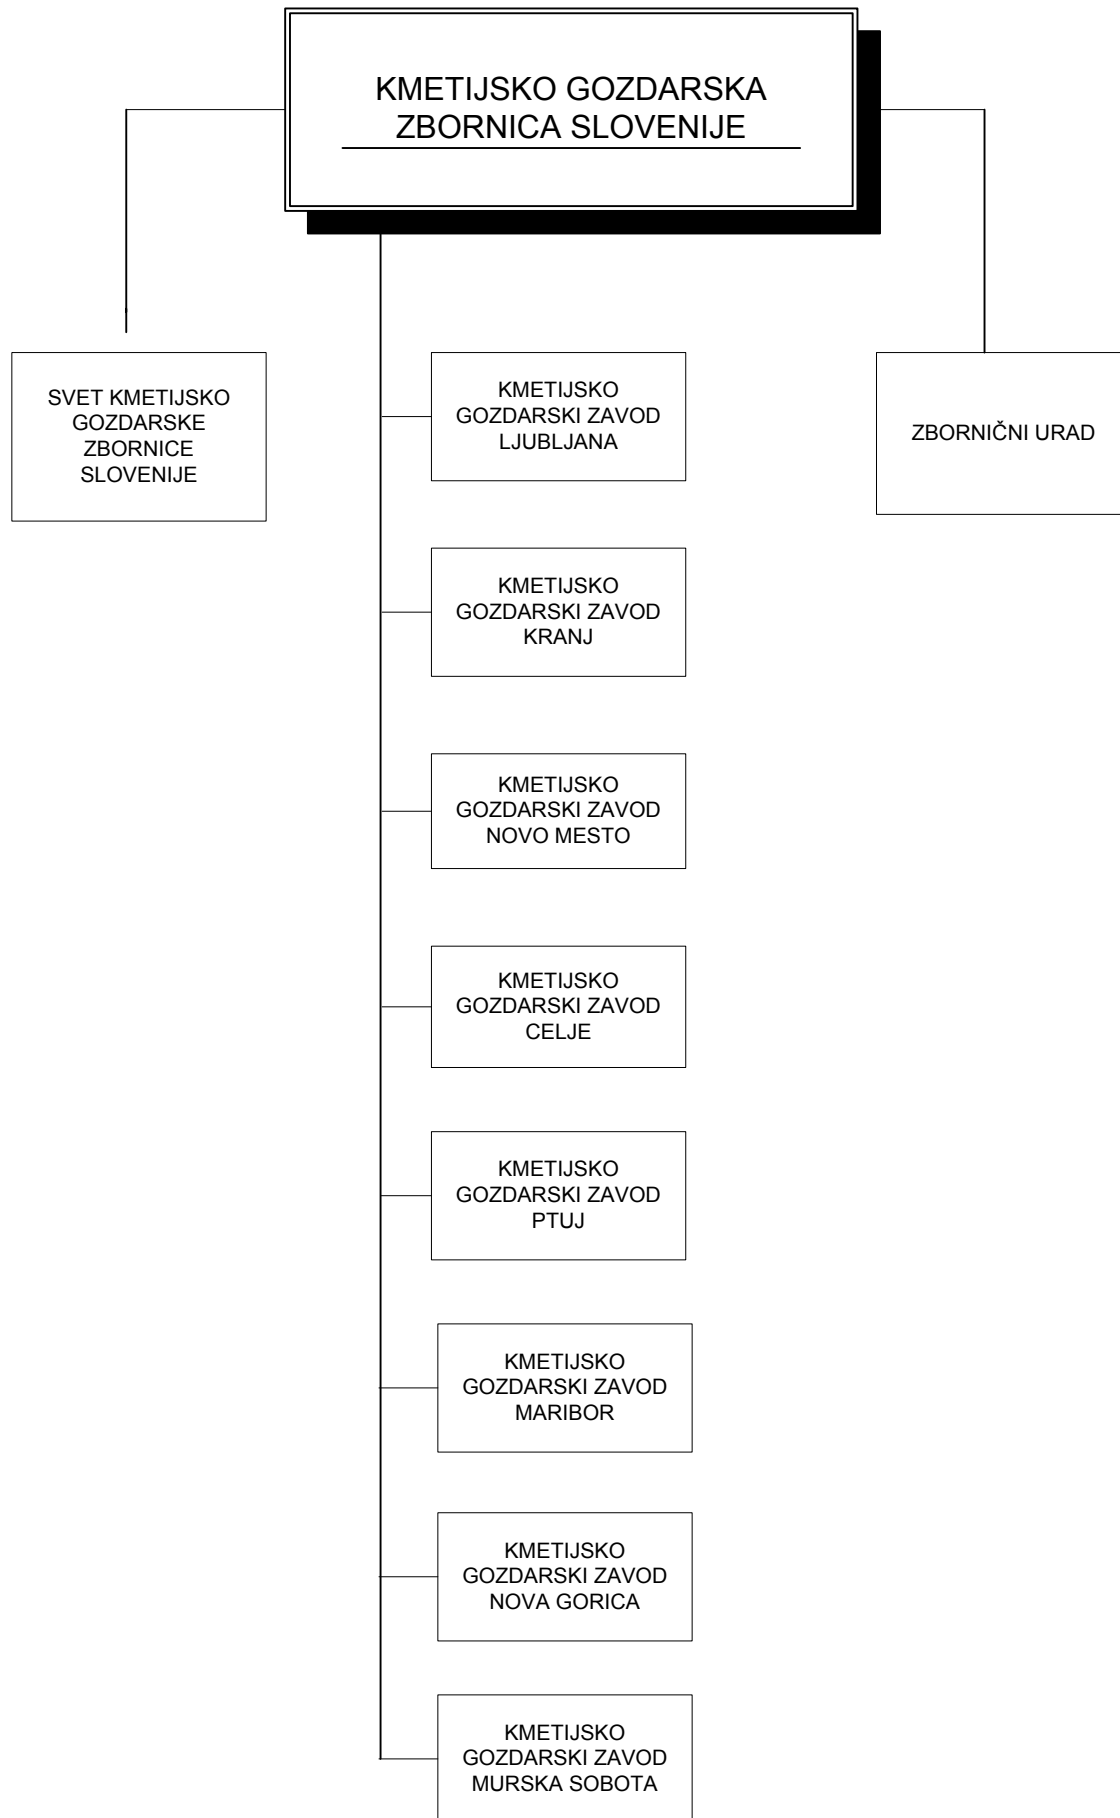 KMETIJSKO GOZDARSKA
ZBORNICA SLOVENIJE
SVET KMETIJSKO
GOZDARSKE
ZBORNICE
SLOVENIJE
KMETIJSKO
GOZDARSKI ZAVOD
LJUBLJANA
ZBORNIČNI URAD
KMETIJSKO
GOZDARSKI ZAVOD
KRANJ
KMETIJSKO
GOZDARSKI ZAVOD
NOVO MESTO
KMETIJSKO
GOZDARSKI ZAVOD
CELJE
KMETIJSKO
GOZDARSKI ZAVOD
PTUJ
KMETIJSKO
GOZDARSKI ZAVOD
MARIBOR
KMETIJSKO
GOZDARSKI ZAVOD
NOVA GORICA
KMETIJSKO
GOZDARSKI ZAVOD
MURSKA SOBOTA